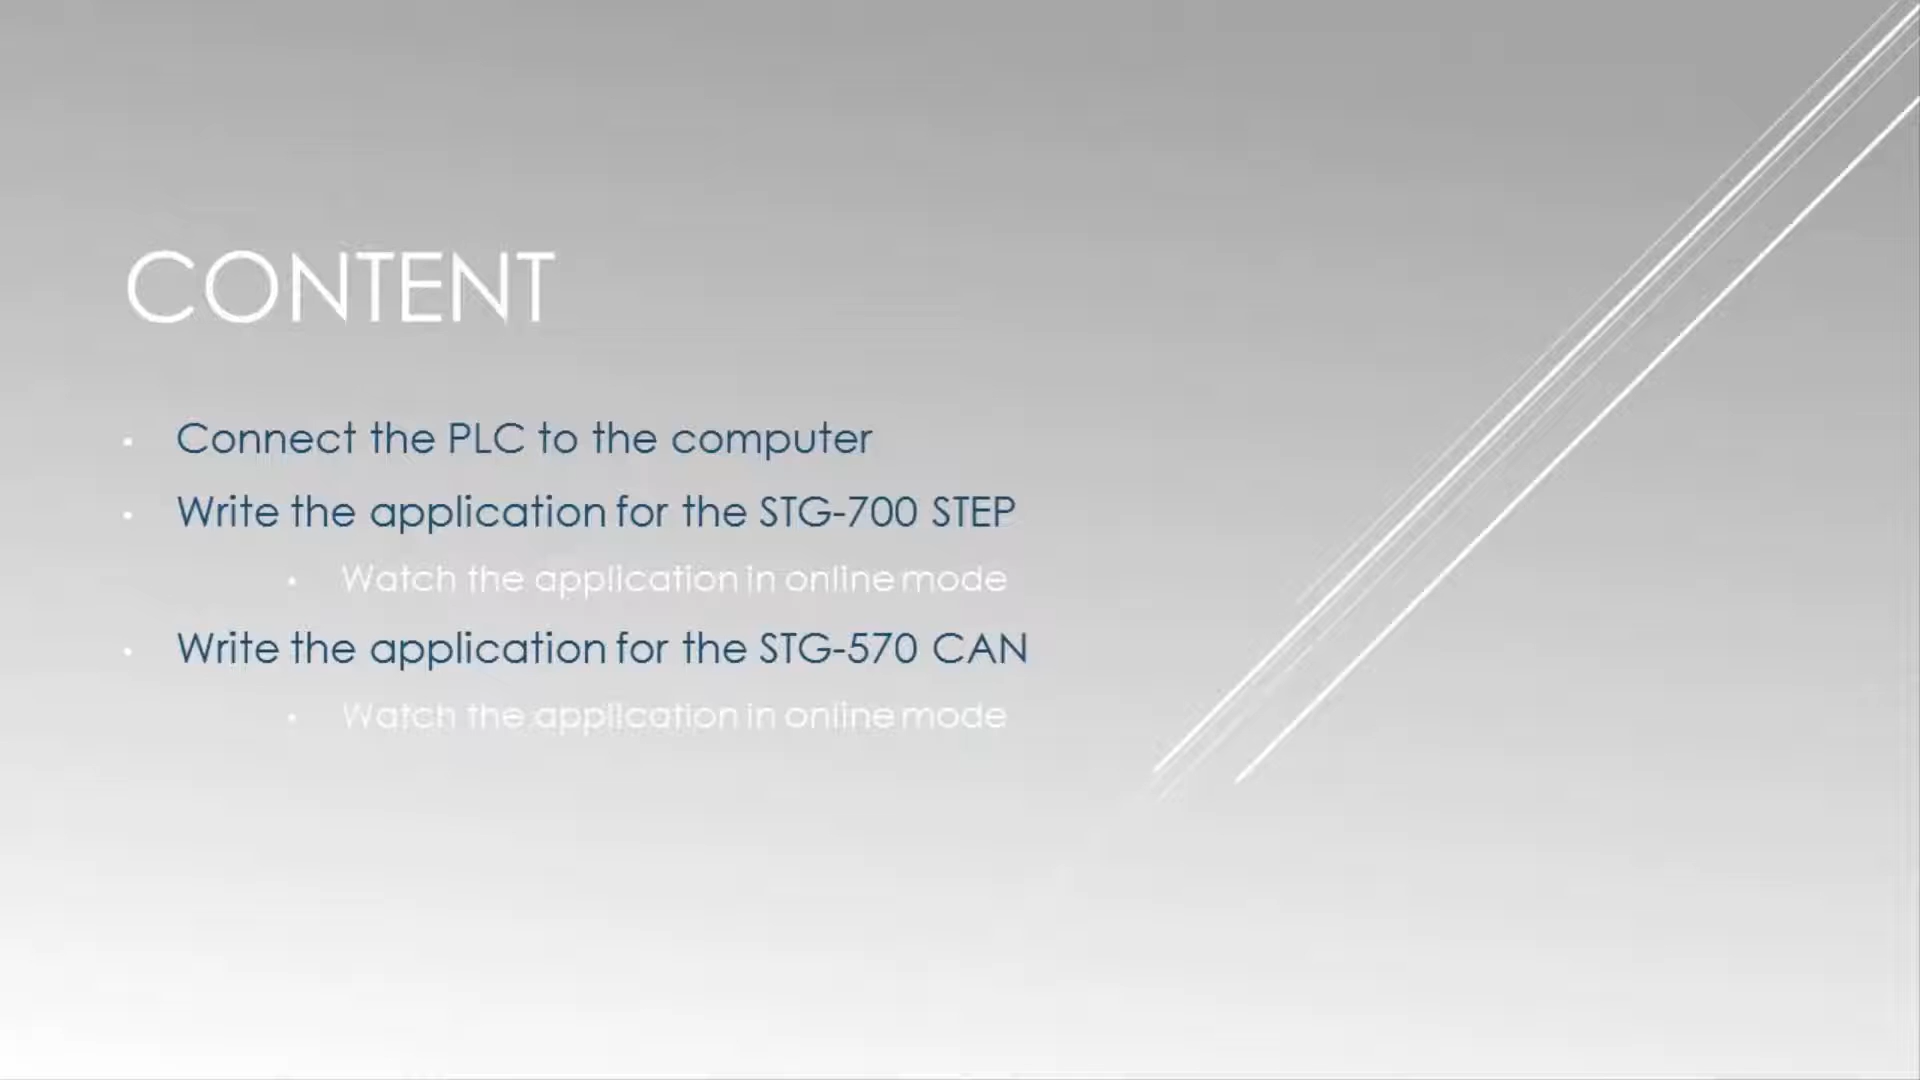 CONTENT
Connect the PLC to the computer
Write the application for the STG-700 STEP
Watch the application in online mode
Write the application for the STG-570 CAN
Watch the application in online mode